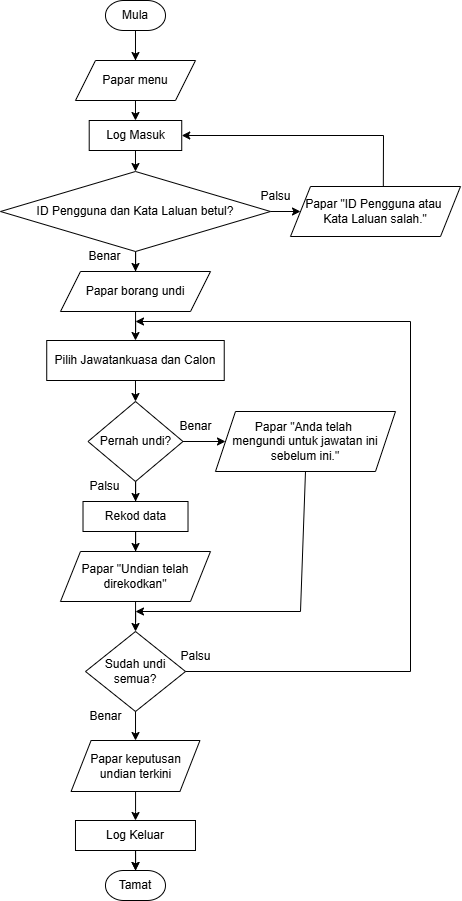 Mula
Papar menu
Log Masuk
ID Pengguna dan Kata Laluan betul?
Palsu
Papar "ID Pengguna atau
Kata Laluan salah."
Benar
Papar borang undi
Pilih Jawatankuasa dan Calon
Pernah undi?
Benar
Papar "Anda telah
mengundi untuk jawatan ini
sebelum ini."
Palsu
Rekod data
Papar "Undian telah
direkodkan"
Sudah undi
semua?
Palsu
Benar
Papar keputusan
undian terkini
Log Keluar
Tamat